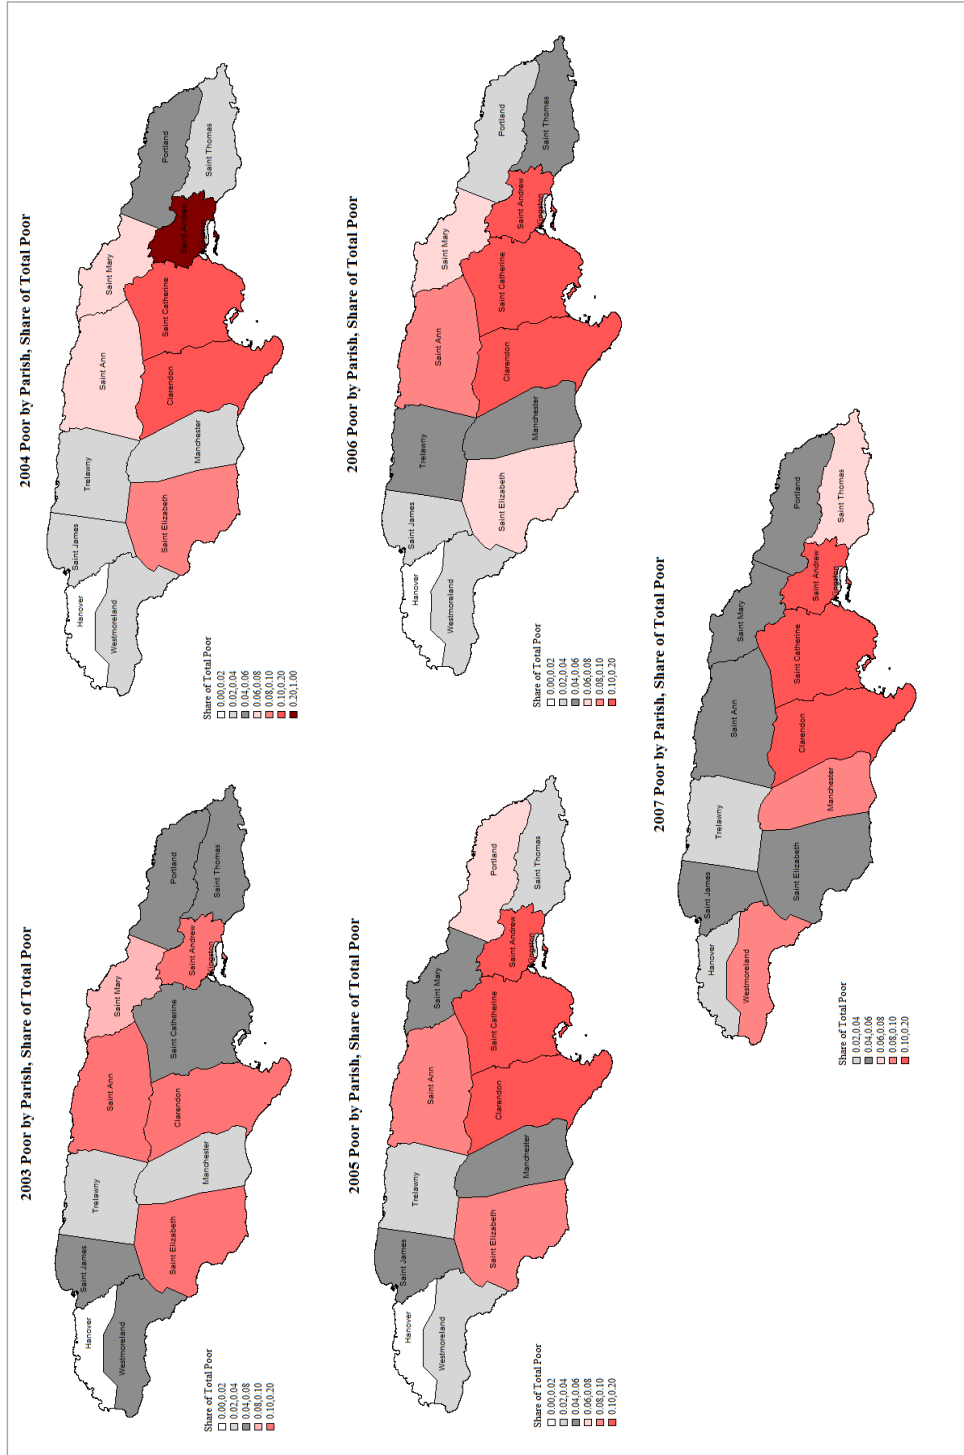 2003 Poor by Parish, Share of Total Poor
Hanover
Westmoreland
Saint James
Trelawny
Saint Elizabeth
Manchester
Saint Ann
Clarendon
Saint Mary
Saint Catherine
Saint Andrew
Kingston
Portland
Saint Thomas
Share of Total Poor
0.00,0.02
0.02,0.04
0.04,0.08
0.08,0.10
0.10,0.20
2004 Poor by Parish, Share of Total Poor
Hanover
Westmoreland
Saint James
Trelawny
Saint Elizabeth
Manchester
Saint Ann
Clarendon
Saint Mary
Saint Catherine
Saint Andrew
Portland
Saint Thomas
Share of Total Poor
0.00,0.02
0.02,0.04
0.04,0.06
0.06,0.08
0.08,0.10
0.10,0.20
0.20,1.00
2005 Poor by Parish, Share of Total Poor
Hanover
Westmoreland
Saint James
Trelawny
Saint Elizabeth
Manchester
Saint Ann
Clarendon
Saint Mary
Saint Catherine
Saint Andrew
Kingston
Portland
Saint Thomas
Share of Total Poor
0.00,0.02
0.02,0.04
0.04,0.06
0.06,0.08
0.08,0.10
0.10,0.20
2006 Poor by Parish, Share of Total Poor
Hanover
Westmoreland
Saint James
Trelawny
Saint Elizabeth
Manchester
Saint Ann
Clarendon
Saint Mary
Saint Catherine
Saint Andrew
Kingston
Portland
Saint Thomas
Share of Total Poor
0.00,0.02
0.02,0.04
0.04,0.06
0.06,0.08
0.08,0.10
0.10,0.20
2007 Poor by Parish, Share of Total Poor
Hanover
Westmoreland
Saint James
Trelawny
Saint Elizabeth
Manchester
Saint Ann
Clarendon
Saint Mary
Saint Catherine
Saint Andrew
Kingston
Portland
Saint Thomas
Share of Total Poor
0.02,0.04
0.04,0.06
0.06,0.08
0.08,0.10
0.10,0.20